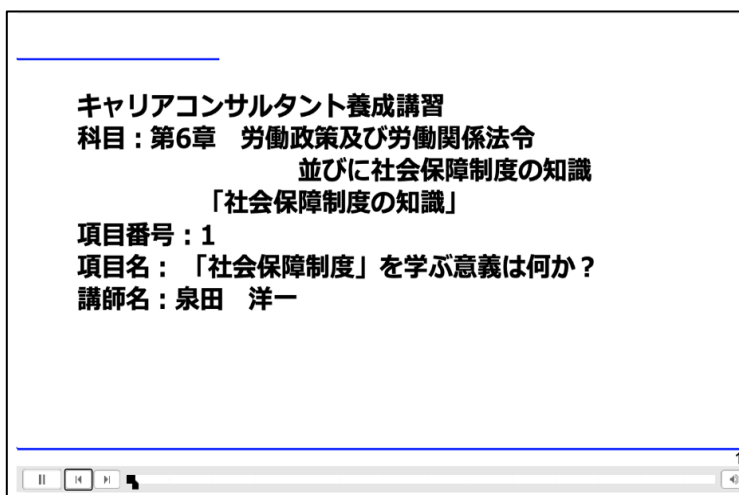 キャリアコンサルタント養成講習
科目：第6章　労働政策及び労働関係法令
並びに社会保障制度の知識
「社会保障制度の知識」
項目番号：1
項目名：「社会保障制度」を学ぶ意義は何か？
講師名：泉田　洋一
1